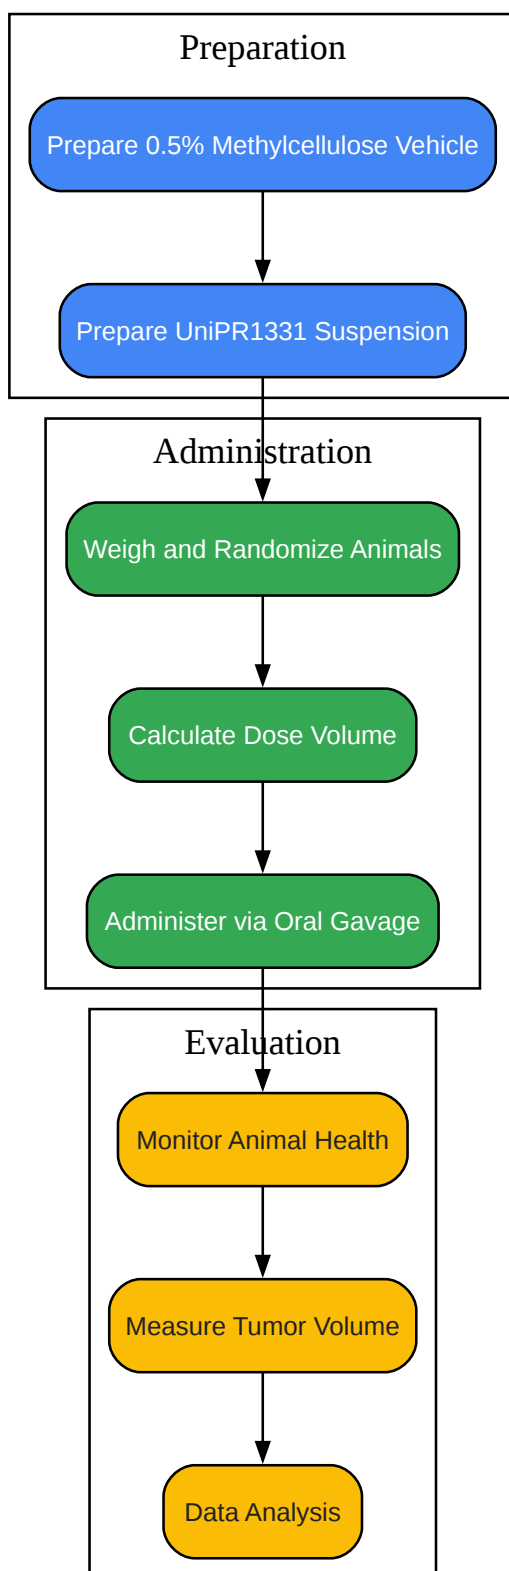 Preparation
Prepare 0.5% Methylcellulose Vehicle
Prepare UniPR1331 Suspension
Administration
Weigh and Randomize Animals
Calculate Dose Volume
Administer via Oral Gavage
Evaluation
Monitor Animal Health
Measure Tumor Volume
Data Analysis